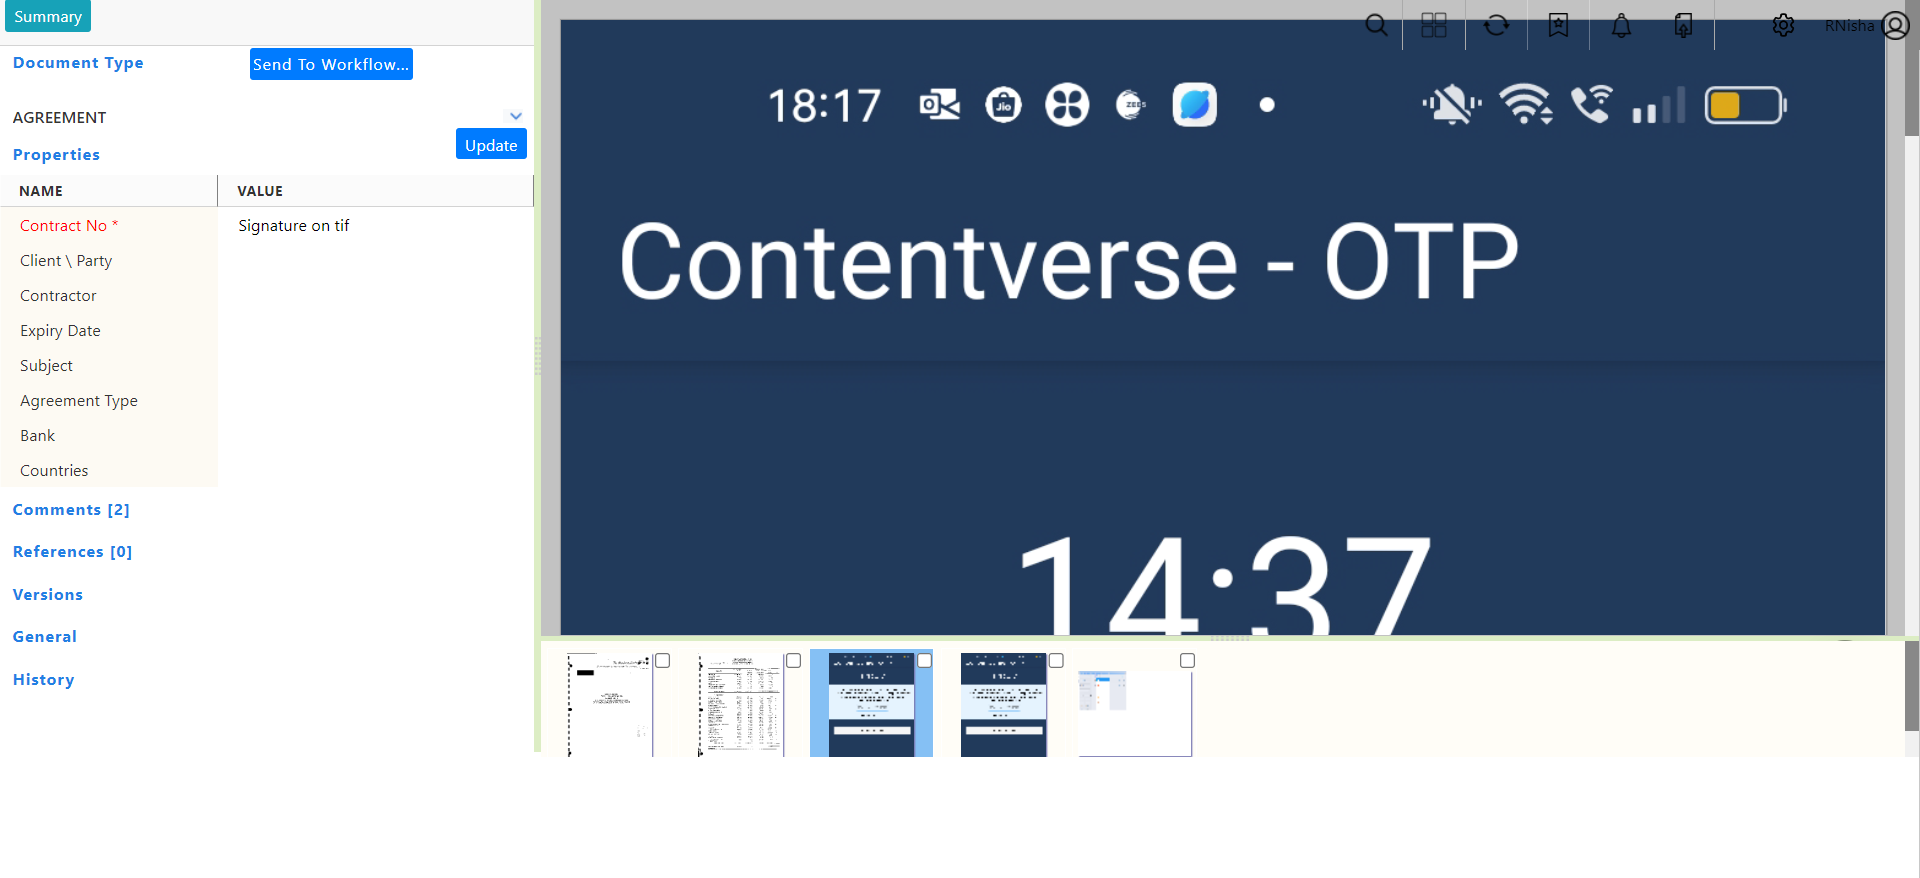 Summary
RNisha
Document Type
Send To Workflow...
AGREEMENT
Properties
Update
NAME VALUE
Contract No * Signature on tif
Client \ Party
Contractor
Expiry Date
Subject
Agreement Type
Bank
Countries
Comments [2]
References [0]
Versions
General
History
18:17
Jio
Contentverse - OTP
14:37